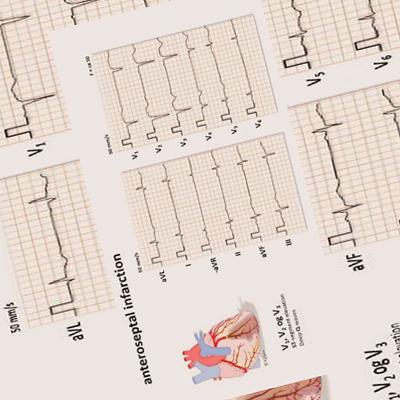 V₁
50 mm/s
aVL
50 mm/s
V₁
V₂
V₃
V₄
V₅
V₆
50 mm/s
aVL
I
-aVR
II
aVF
III
V₅
V₆
aVF
anteroseptal infarction
V₁, V₂ og V₃
ST-segment elevation
Deep Q waves
V₂ og V₃